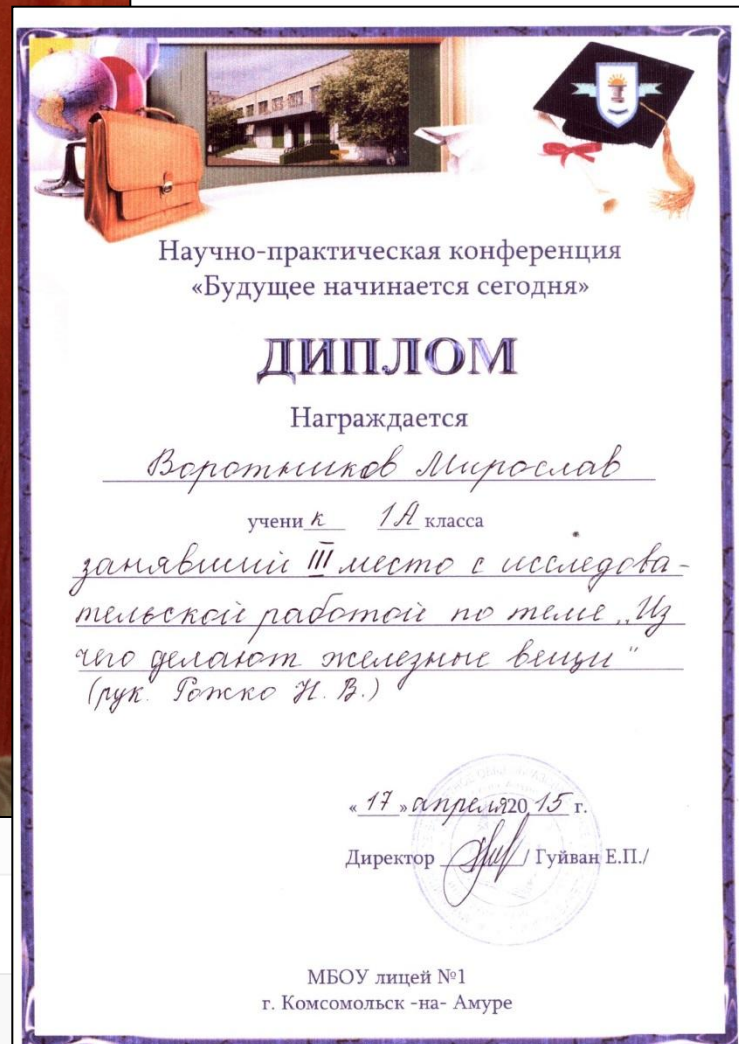 Научно-практическая конференция
«Будущее начинается сегодня»
ДИПЛОМ
Награждается
Воротников Мирослав
учени к 1А класса
занявший III место с исследова-
тельской работой по теме „Из
чего делают железные вещи"
(рук. Гожко Н. В.)
« 17 » апреля 20 15 г.
Директор / Гуйван Е.П./
МБОУ лицей №1
г. Комсомольск -на- Амуре